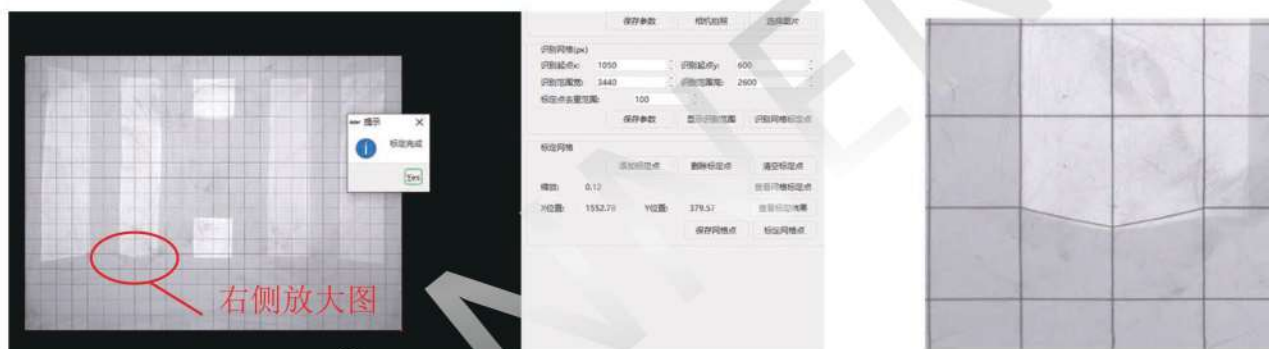 保存参数 相机拍照 选择图片
识别网格(px)
识别起点x: 1050 识别起点y: 600
识别范围宽: 3440 识别范围高: 2600
标定点去重范围: 100
保存参数 显示识别范围 识别网格标定点
标定网格
添加标定点 删除标定点 清空标定点
缩放: 0.12 查看网格标定点
X位置: 1552.78 Y位置: 379.57 查看标定结果
保存网格点 标定网格点
提示
标定完成
Yes
右侧放大图